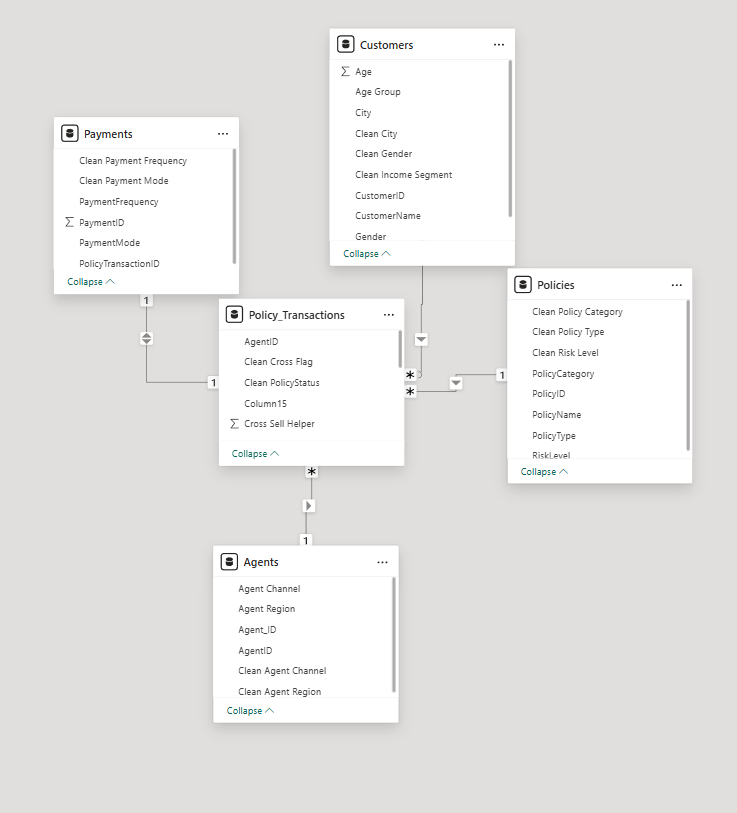 Customers
Age
Age Group
City
Clean City
Clean Gender
Clean Income Segment
CustomerID
CustomerName
Gender
Collapse
Payments
Clean Payment Frequency
Clean Payment Mode
PaymentFrequency
PaymentID
PaymentMode
PolicyTransactionID
Collapse
1
1
Policy_Transactions
AgentID
Clean Cross Flag
Clean PolicyStatus
Column15
Cross Sell Helper
Collapse
*
*
1
Policies
Clean Policy Category
Clean Policy Type
Clean Risk Level
PolicyCategory
PolicyID
PolicyName
PolicyType
RiskLevel
Collapse
*
1
Agents
Agent Channel
Agent Region
Agent_ID
AgentID
Clean Agent Channel
Clean Agent Region
Collapse